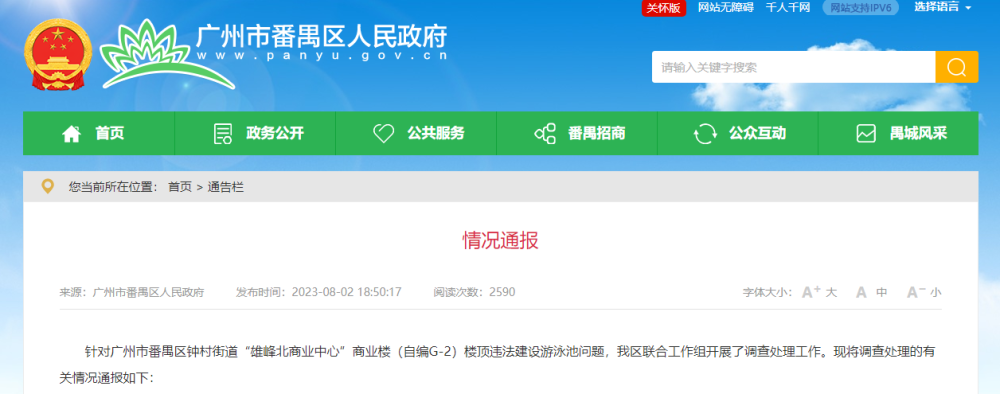 关怀版 网站无障碍 千人千网 网站支持IPV6 选择语言
广州市番禺区人民政府
www.panyu.gov.cn
请输入关键字搜索
首页 政务公开 公共服务 番禺招商 公众互动 禺城风采
您当前所在位置： 首页 > 通告栏
情况通报
来源：广州市番禺区人民政府 发布时间：2023-08-02 18:50:17 阅读次数：2590 字体大小： A+ 大 A 中 A- 小
针对广州市番禺区钟村街道“雄峰北商业中心”商业楼（自编G-2）楼顶违法建设游泳池问题，我区联合工作组开展了调查处理工作。现将调查处理的有
关情况通报如下：